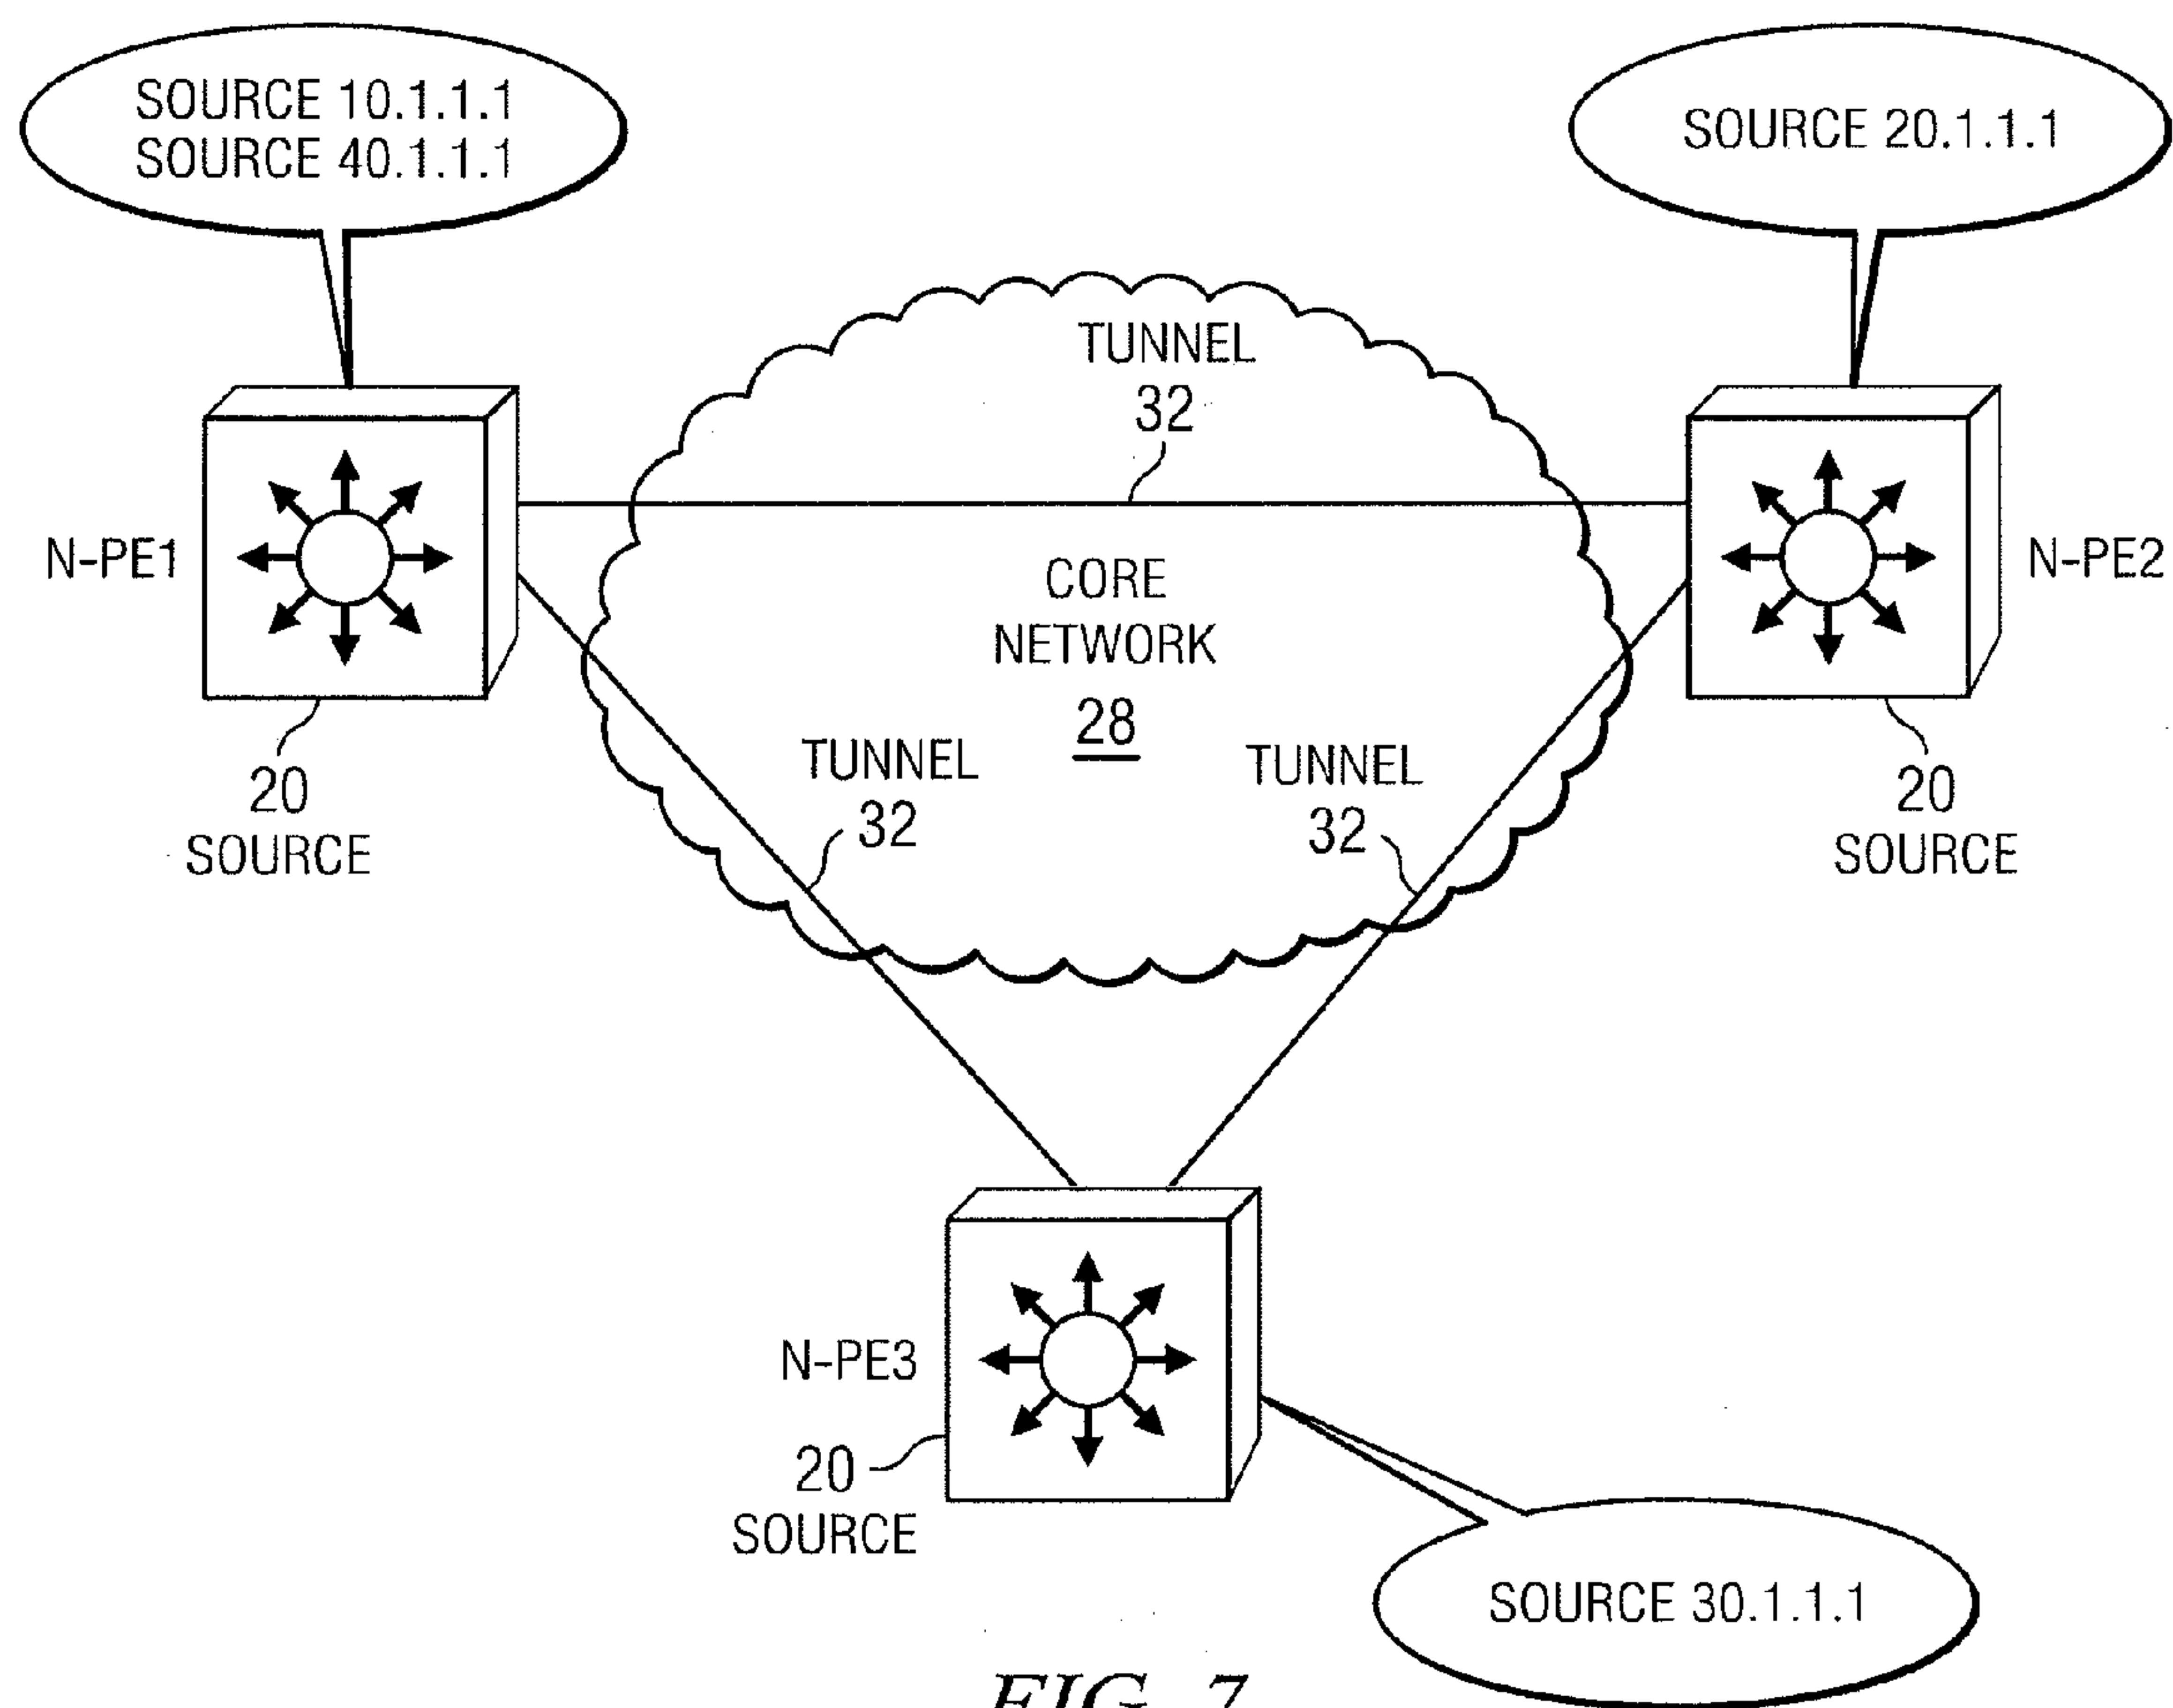 SOURCE 10.1.1.1
SOURCE 40.1.1.1
SOURCE 20.1.1.1
TUNNEL
32
N-PE1
CORE
NETWORK
28
N-PE2
TUNNEL
32
TUNNEL
32
20
SOURCE
20
SOURCE
N-PE3
20
SOURCE
SOURCE 30.1.1.1
FIG. 7